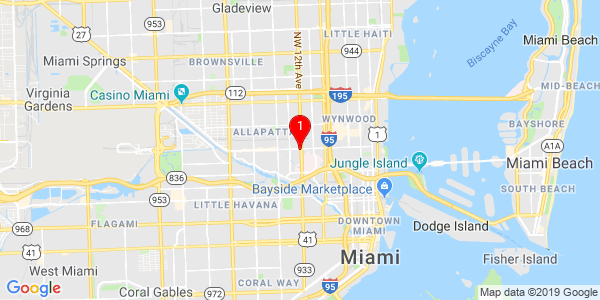 Gladeview
NW 12th Ave
953
27
LITTLE HAITI
944
Biscayne Bay
Miami Beach
Miami Springs
BROWNSVILLE
Virginia
Gardens
Casino Miami
112
195
MID-BEACH
WYNWOOD
1
ALLAPATTAH
1
95
BAYSHORE
A1A
Jungle Island
Miami Beach
836
953
Bayside Marketplace
SOUTH BEACH
LITTLE HAVANA
968
FLAGAMI
DOWNTOWN
MIAMI
Dodge Island
41
41
Miami
Fisher Island
West Miami
933
Google
Coral Gables
CORAL WAY
95
Map data ©2019 Google